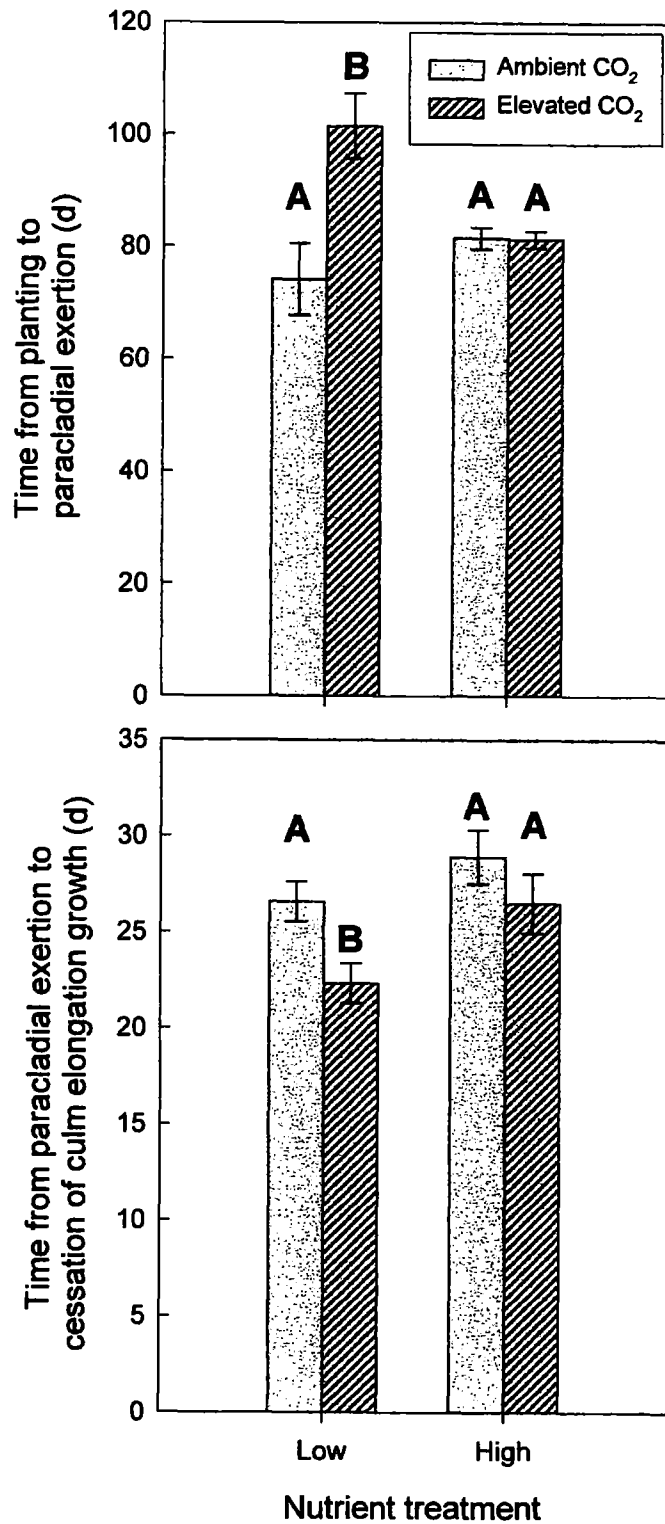 Time from planting to
paracladial exertion (d)
120
100
80
60
40
20
0
Ambient CO₂
Elevated CO₂
A
B
A
A
Time from paracladial exertion to
cessation of culm elongation growth (d)
35
30
25
20
15
10
5
0
A
B
A
A
Low
High
Nutrient treatment